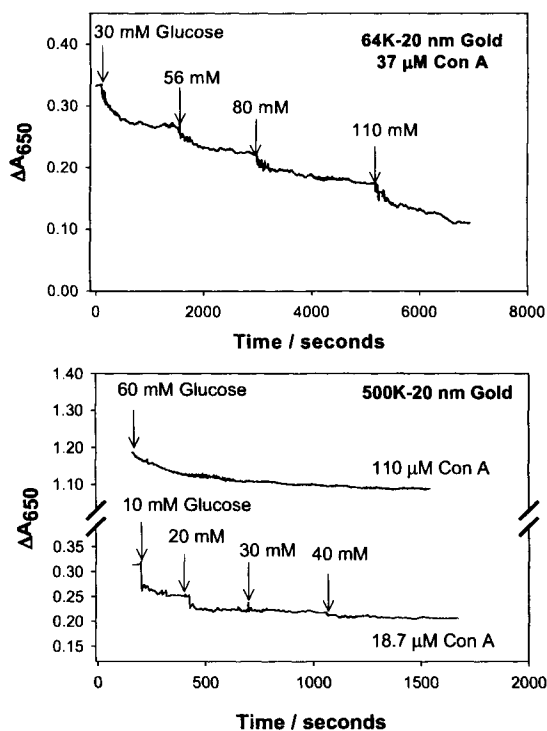 0.40
30 mM Glucose
64K-20 nm Gold
37 µM Con A
56 mM
80 mM
110 mM
0.30
0.20
0.10
0.00
ΔA650
0 2000 4000 6000 8000
Time / seconds
1.40
60 mM Glucose
500K-20 nm Gold
1.30
1.20
1.10
110 µM Con A
10 mM Glucose
20 mM
30 mM
40 mM
0.35
0.30
0.25
0.20
0.15
18.7 µM Con A
ΔA650
0 500 1000 1500 2000
Time / seconds